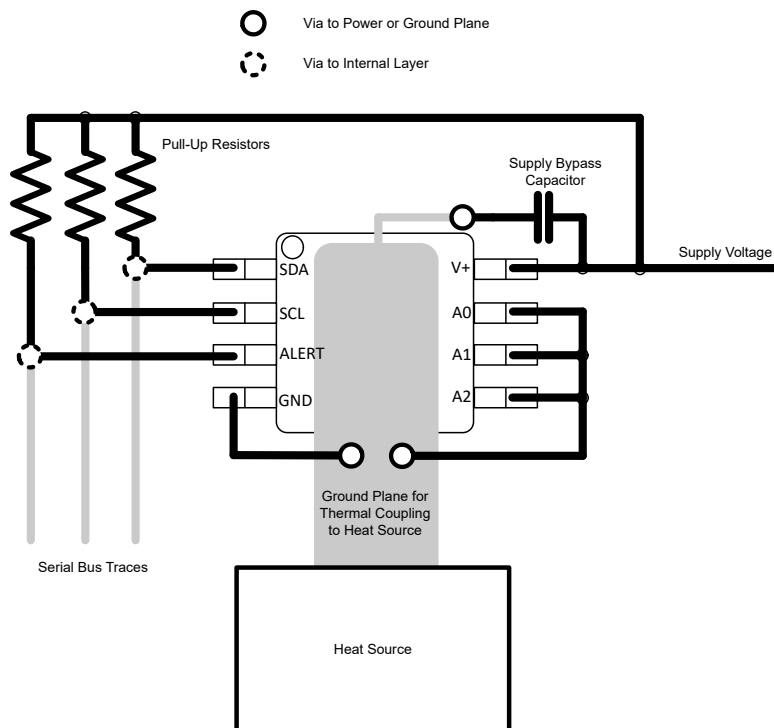 Via to Power or Ground Plane
Via to Internal Layer
Pull-Up Resistors
Supply Bypass
Capacitor
Supply Voltage
SDA
SCL
ALERT
GND
V+
A0
A1
A2
Ground Plane for
Thermal Coupling
to Heat Source
Serial Bus Traces
Heat Source